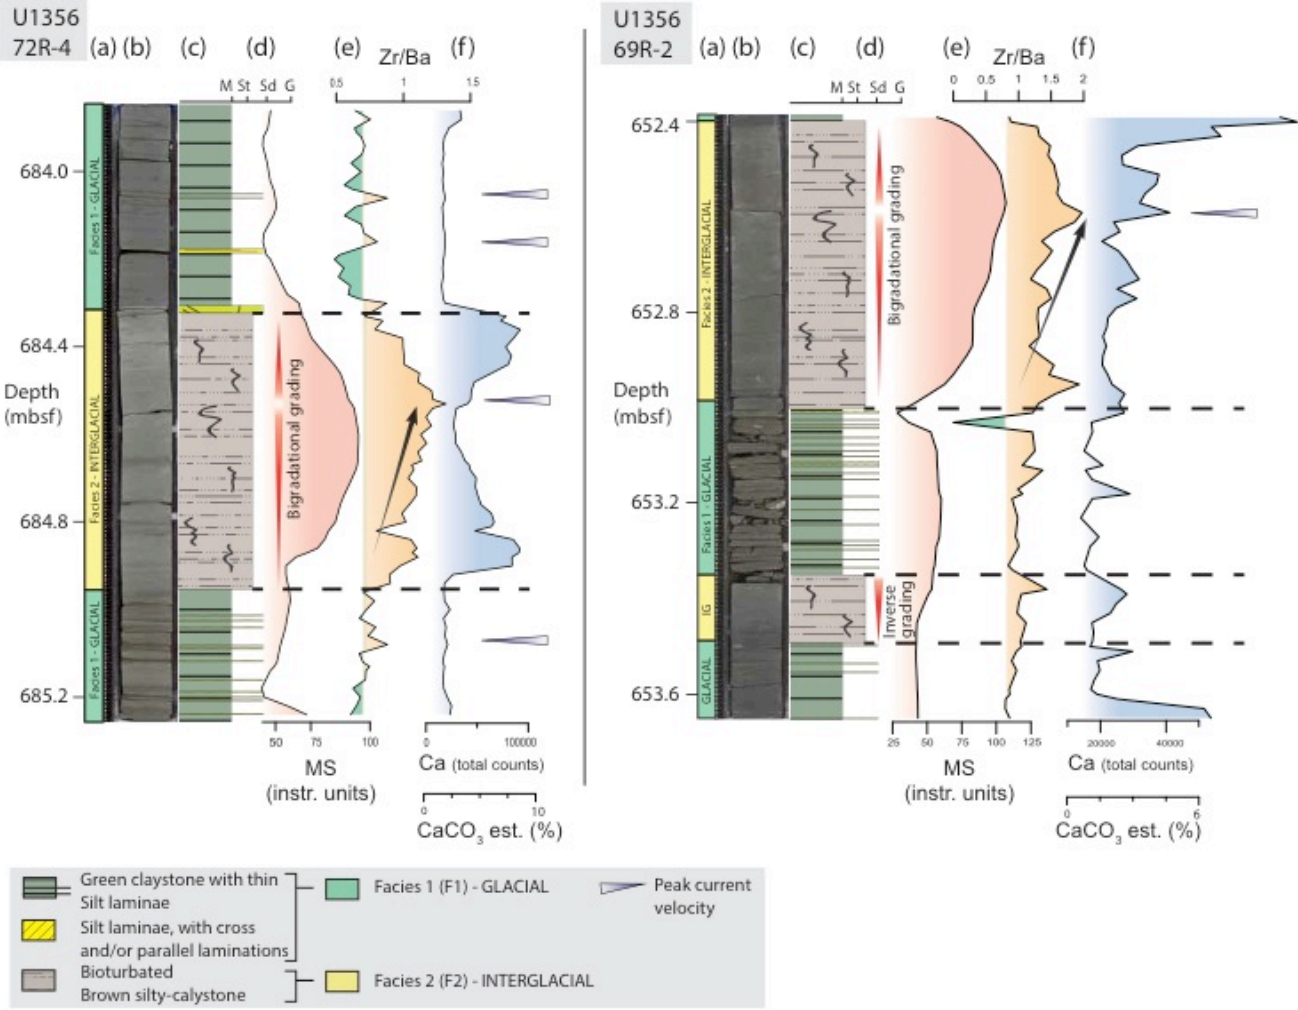 U1356
72R-4
(a) (b) (c) (d) (e) (f)
Zr/Ba
M St Sd G
0.5 1 1.5
684.0
684.4
Depth
(mbsf)
684.8
685.2
Facies 1 - GLACIAL
Facies 2 - INTERGLACIAL
Facies 1 - GLACIAL
Bigradational grading
50 75 100
MS
(instr. units)
0 100000
Ca (total counts)
0 10
CaCO3 est. (%)
U1356
69R-2
(a) (b) (c) (d) (e) (f)
Zr/Ba
M St Sd G
0 0.5 1 1.5 2
652.4
652.8
Depth
(mbsf)
653.2
653.6
Facies 2 - INTERGLACIAL
Facies 1 - GLACIAL
IG
GLACIAL
Bigradational grading
Inverse
grading
25 50 75 100 125
MS
(instr. units)
20000 40000
Ca (total counts)
0 6
CaCO3 est. (%)
Green claystone with thin
Silt laminae
Silt laminae, with cross
and/or parallel laminations
Bioturbated
Brown silty-calystone
Facies 1 (F1) - GLACIAL
Facies 2 (F2) - INTERGLACIAL
Peak current
velocity